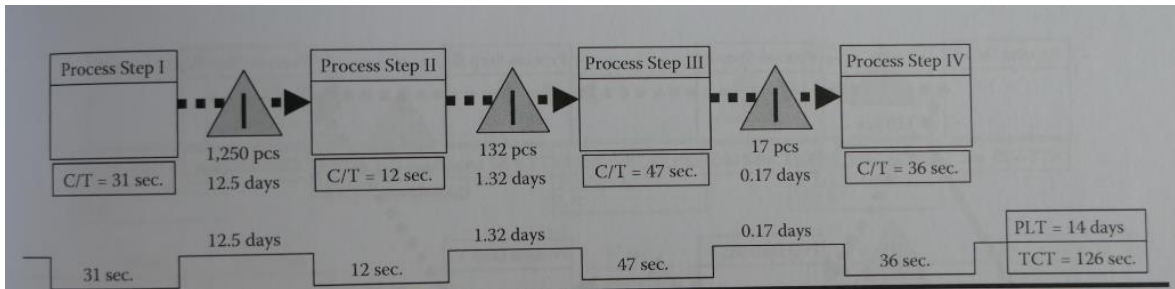 Process Step I
Process Step II
Process Step III
Process Step IV
I
I
I
1,250 pcs
132 pcs
17 pcs
C/T = 31 sec.
12.5 days
C/T = 12 sec.
1.32 days
C/T = 47 sec.
0.17 days
C/T = 36 sec.
12.5 days
1.32 days
0.17 days
PLT = 14 days
31 sec.
12 sec.
47 sec.
36 sec.
TCT = 126 sec.